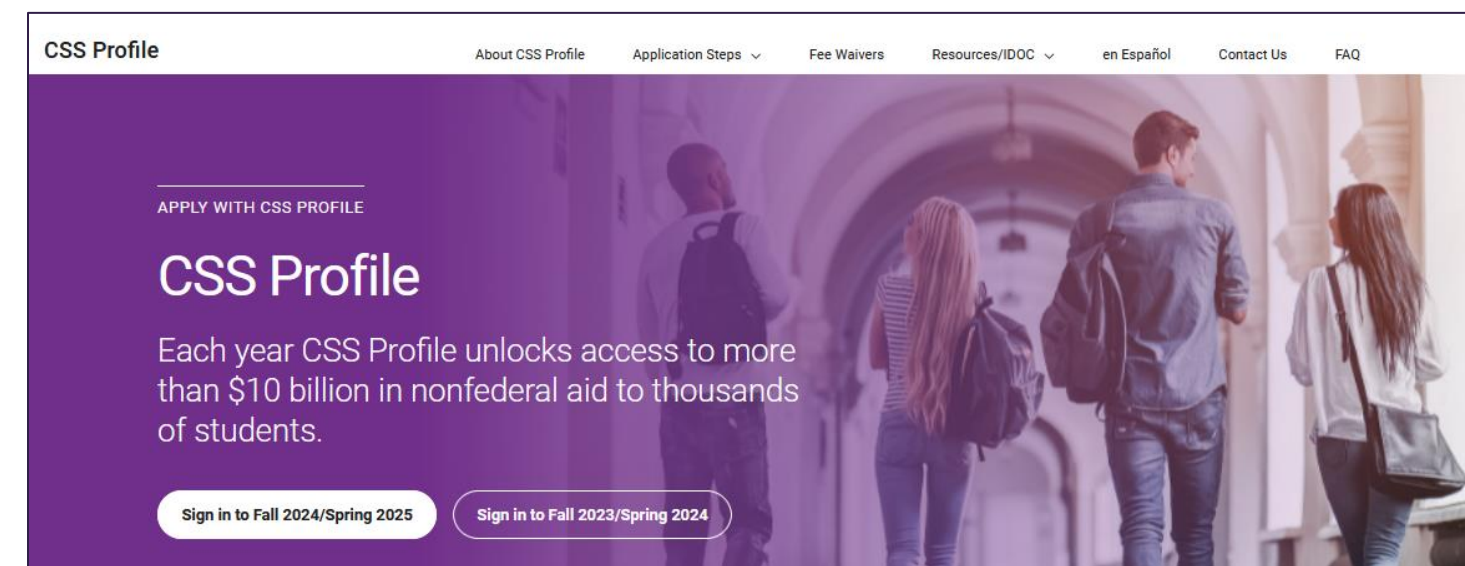 CSS Profile
About CSS Profile Application Steps Fee Waivers Resources/IDOC en Español Contact Us FAQ
APPLY WITH CSS PROFILE
CSS Profile
Each year CSS Profile unlocks access to more
than $10 billion in nonfederal aid to thousands
of students.
Sign in to Fall 2024/Spring 2025 Sign in to Fall 2023/Spring 2024